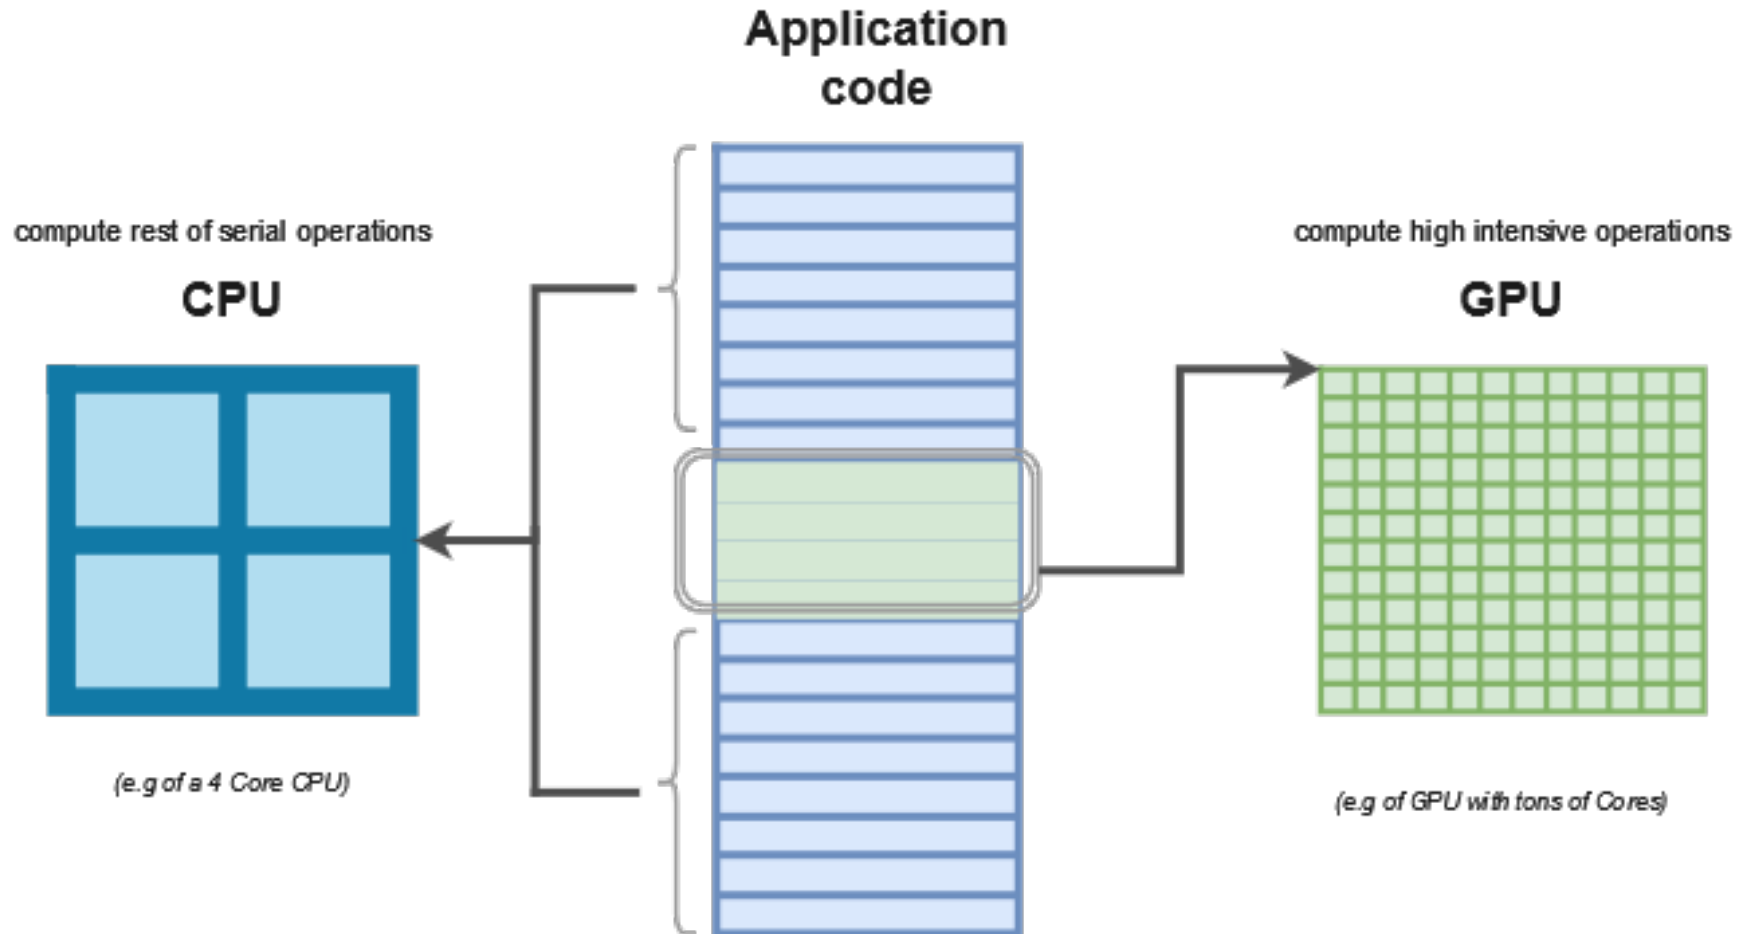 Application
code
compute rest of serial operations
CPU
(e.g of a 4 Core CPU)
compute high intensive operations
GPU
(e.g of GPU with tons of Cores)